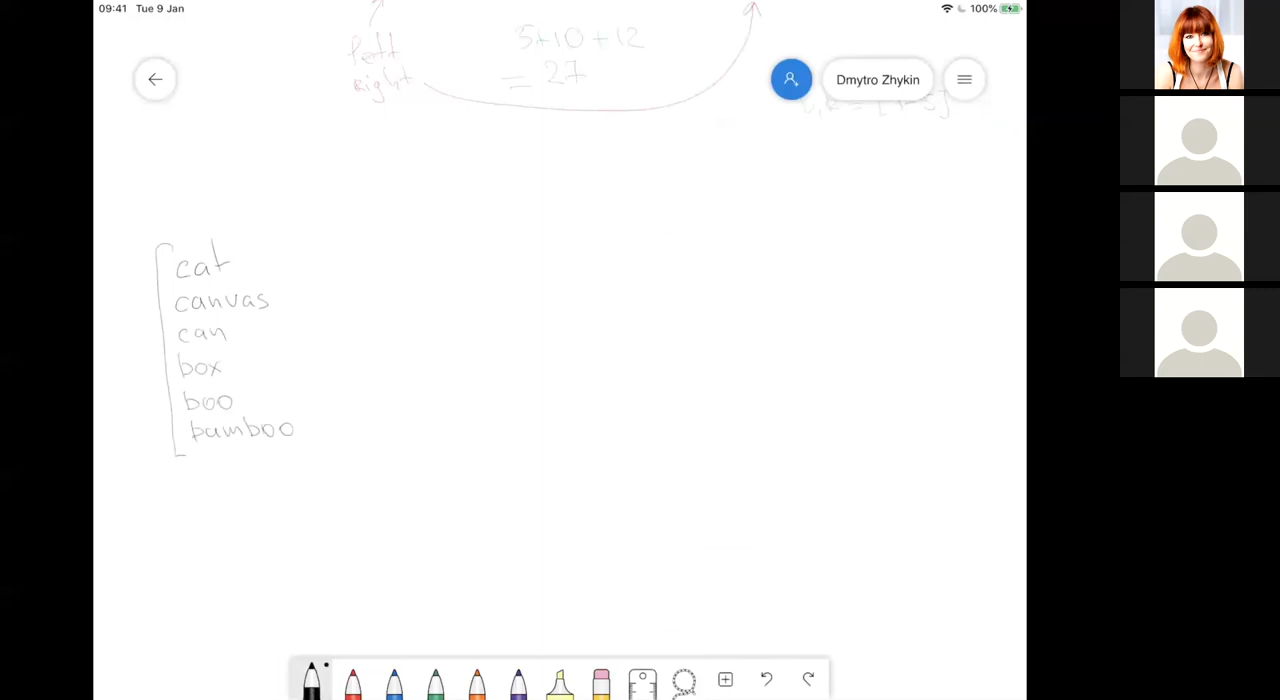 09:41 Tue 9 Jan
100%
left
right
5+10+12
= 27
Dmytro Zhykin
cat
canvas
can
box
boo
bamboo